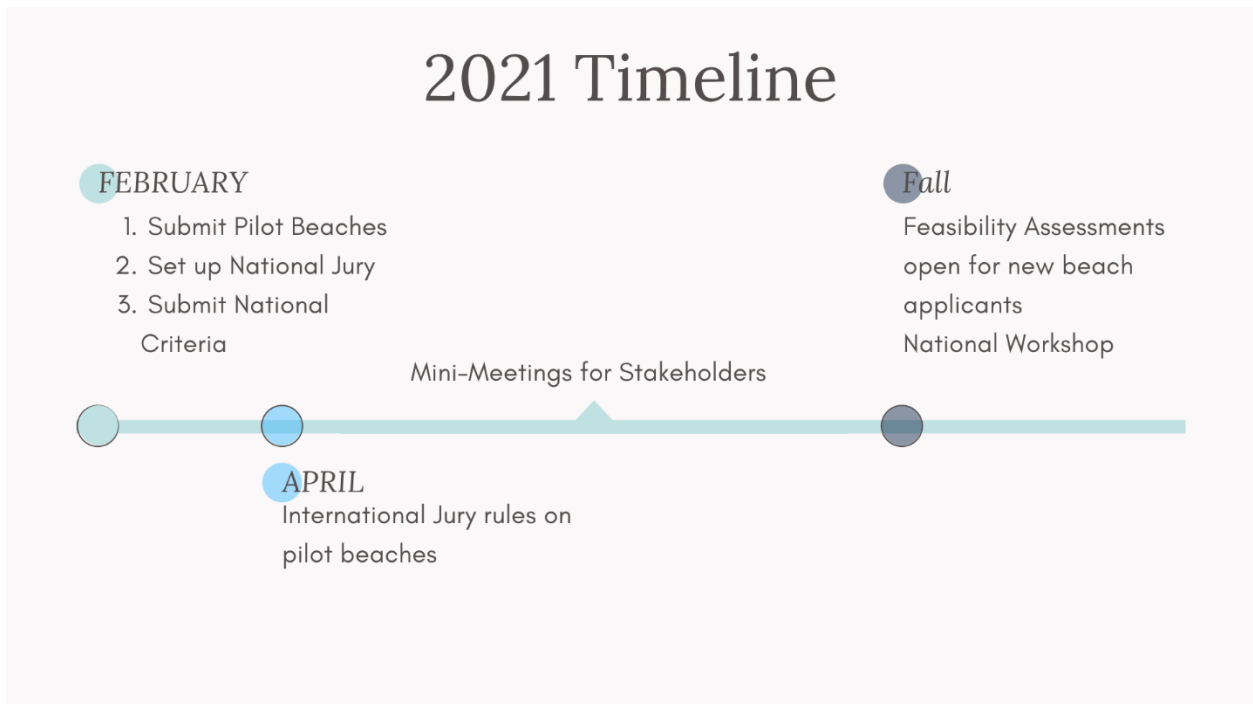 2021 Timeline
FEBRUARY
1. Submit Pilot Beaches
2. Set up National Jury
3. Submit National
Criteria
Fall
Feasibility Assessments
open for new beach
applicants
National Workshop
Mini-Meetings for Stakeholders
APRIL
International Jury rules on
pilot beaches